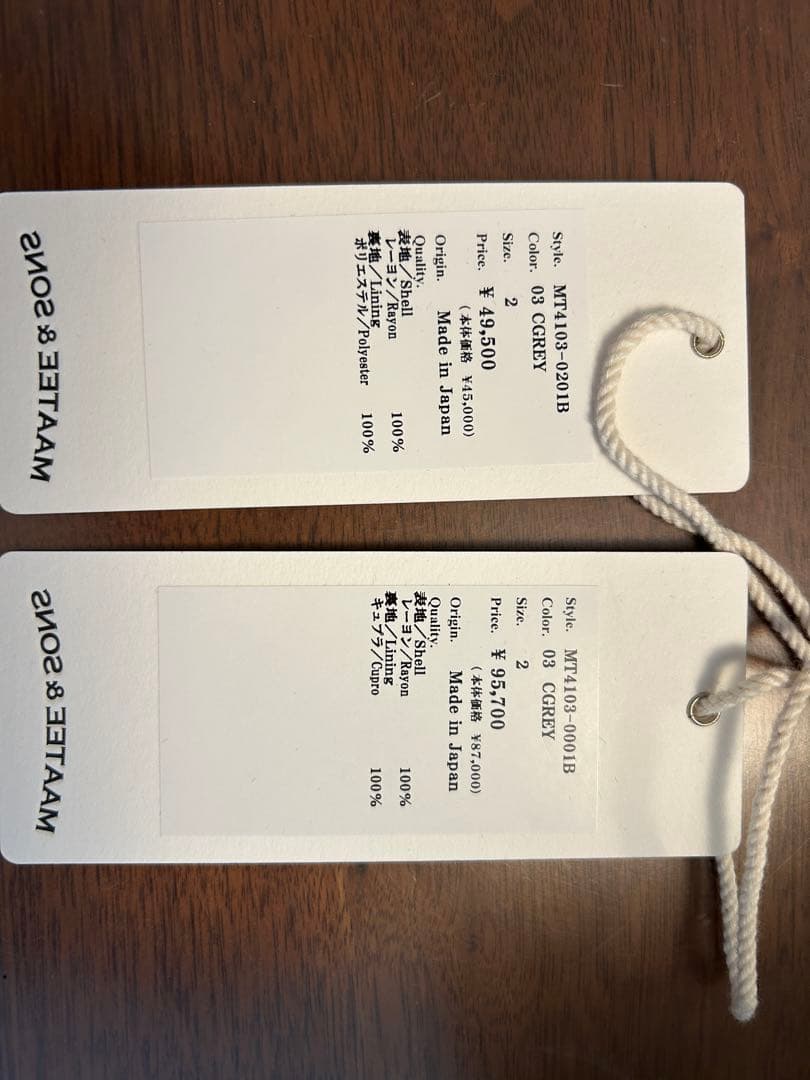 Style. MT4103-0201B
Color. 03 CGREY
Size. 2
Price. ¥ 49,500
(本体価格 ¥45,000)
Origin. Made in Japan
Quality.
表地／Shell
レーヨン／Rayon 100%
裏地／Lining
ポリエステル／Polyester 100%
MAATEE & SONS
Style. MT4103-0001B
Color. 03 CGREY
Size. 2
Price. ¥ 95,700
(本体価格 ¥87,000)
Origin. Made in Japan
Quality.
表地／Shell
レーヨン／Rayon 100%
裏地／Lining
キュプラ／Cupro 100%
MAATEE & SONS